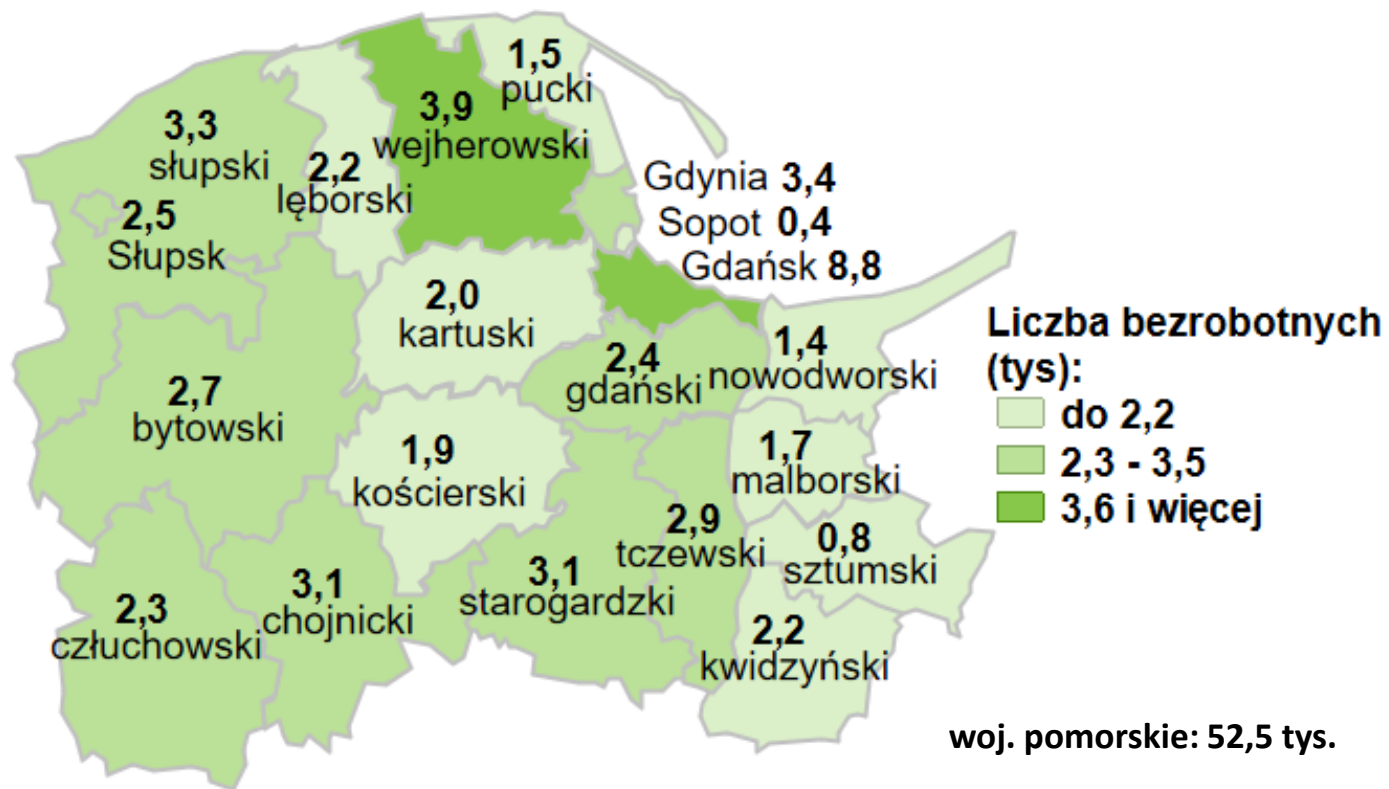 1,5
pucki
3,9
wejherowski
3,3
słupski
2,2
lęborski
Gdynia 3,4
Sopot 0,4
Gdańsk 8,8
2,5
Słupsk
2,0
kartuski
2,4
gdański
1,4
nowodworski
2,7
bytowski
1,9
kościerski
1,7
malborski
2,9
tczewski
0,8
sztumski
3,1
starogardzki
3,1
chojnicki
2,3
człuchowski
2,2
kwidzyński
Liczba bezrobotnych
(tys):
do 2,2
2,3 - 3,5
3,6 i więcej
woj. pomorskie: 52,5 tys.